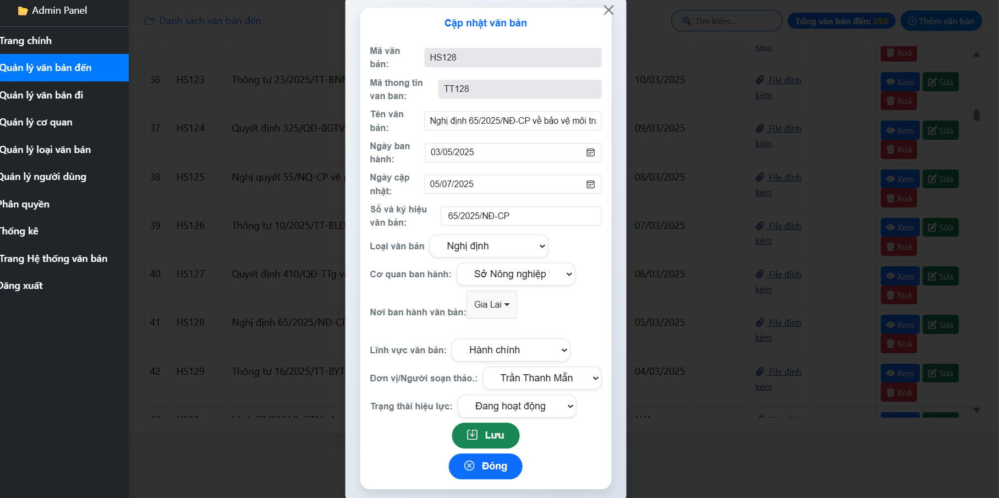 Admin Panel
Trang chính
Quản lý văn bản đến
Quản lý văn bản đi
Quản lý cơ quan
Quản lý loại văn bản
Quản lý người dùng
Phân quyền
Thống kê
Trang Hệ thống văn bản
Đăng xuất
Danh sách văn bản đến
Tìm kiếm...
Tổng văn bản đến: 250
Thêm văn bản
kèm
Xoá
36 HS123 Thông tư 23/2025/TT-BNN 10/03/2025 File đính kèm Xem Sửa Xoá
37 HS124 Quyết định 325/QĐ-BGTV 09/03/2025 File đính kèm Xem Sửa Xoá
38 HS125 Nghị quyết 55/NQ-CP về 08/03/2025 File đính kèm Xem Sửa Xoá
39 HS126 Thông tư 10/2025/TT-BLĐ 07/03/2025 File đính kèm Xem Sửa Xoá
40 HS127 Quyết định 410/QĐ-TTg 06/03/2025 File đính kèm Xem Sửa Xoá
41 HS128 Nghị định 65/2025/NĐ-CP 05/03/2025 File đính kèm Xem Sửa Xoá
42 HS129 Thông tư 16/2025/TT-BYT 04/03/2025 File đính kèm Xem Sửa Xoá
Cập nhật văn bản
Mã văn bản: HS128
Mã thong tin van ban: TT128
Tên văn bản: Nghị định 65/2025/NĐ-CP về bảo vệ môi trư
Ngày ban hành: 03/05/2025
Ngày cập nhật: 05/07/2025
Số và ký hiệu văn bản: 65/2025/NĐ-CP
Loại văn bản Nghị định
Cơ quan ban hành: Sở Nông nghiệp
Nơi ban hành văn bản: Gia Lai
Lĩnh vực văn bản: Hành chính
Đơn vị/Người soạn thảo.: Trần Thanh Mẫn
Trạng thái hiệu lực: Đang hoạt động
Lưu
Đóng